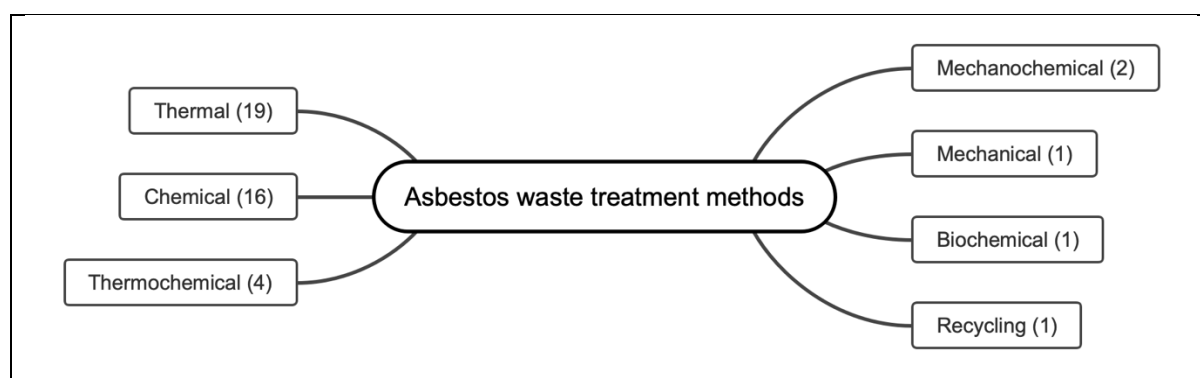 Thermal (19)
Chemical (16)
Thermochemical (4)
Asbestos waste treatment methods
Mechanochemical (2)
Mechanical (1)
Biochemical (1)
Recycling (1)